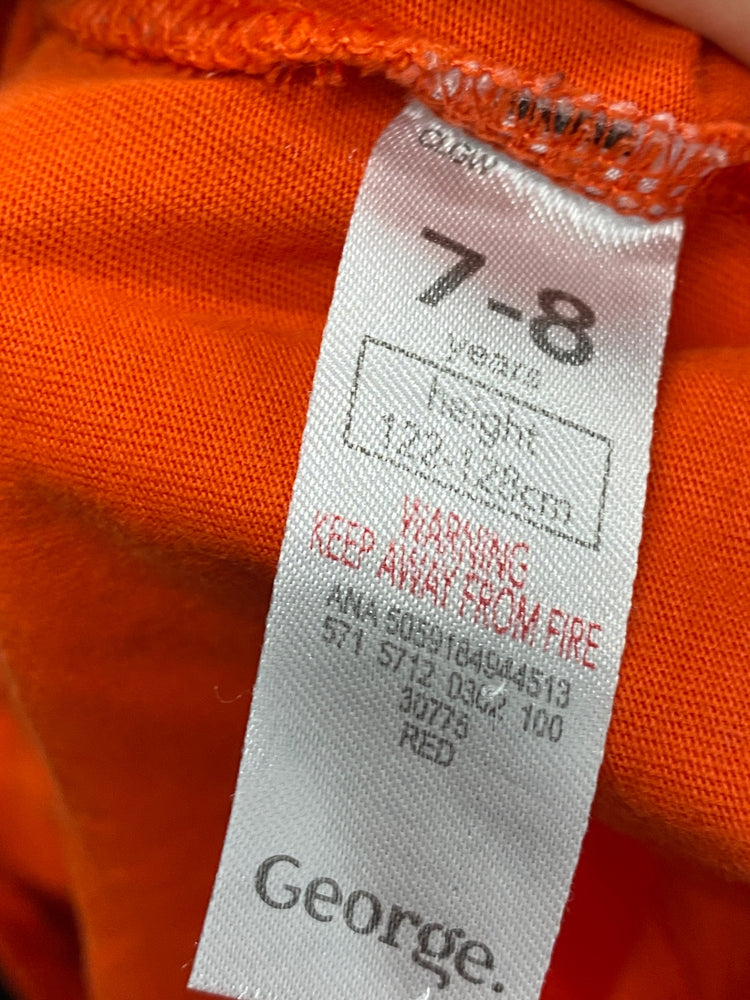 7-8
years
height
122-128cm
WARNING
KEEP AWAY FROM FIRE
ANA 5059184944513
571 5712 D302 100
30775
RED
George.